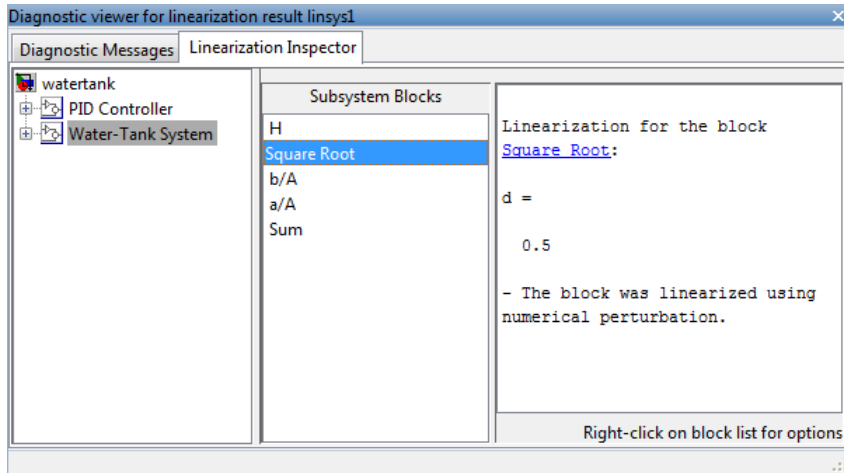 Diagnostic viewer for linearization result linsys1
Diagnostic Messages
Linearization Inspector
watertank
PID Controller
Water-Tank System
Subsystem Blocks
H
Square Root
b/A
a/A
Sum
Linearization for the block
Square Root:
d =
0.5
- The block was linearized using
numerical perturbation.
Right-click on block list for options